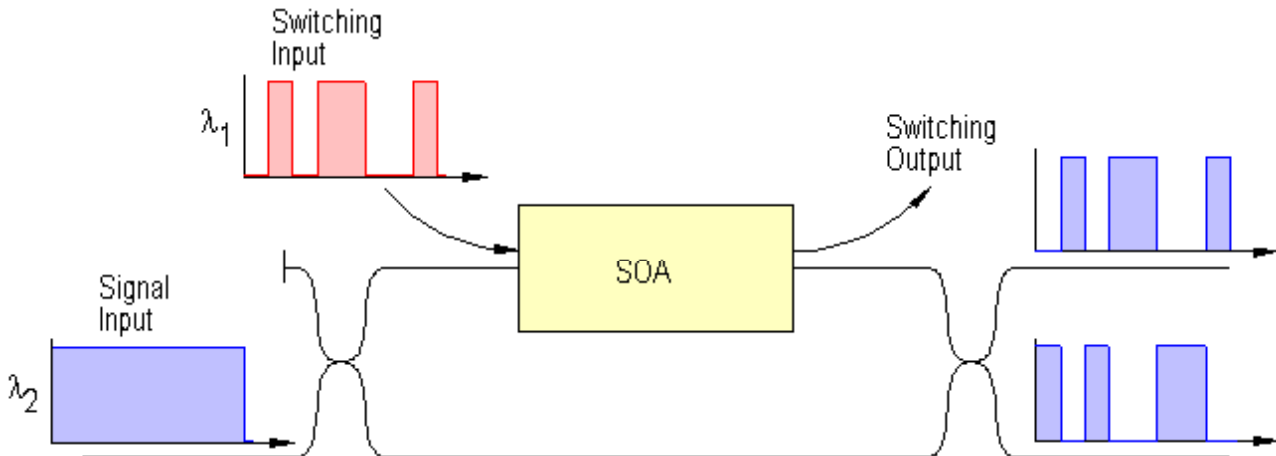 Switching
Input
λ1
Switching
Output
SOA
Signal
Input
λ2